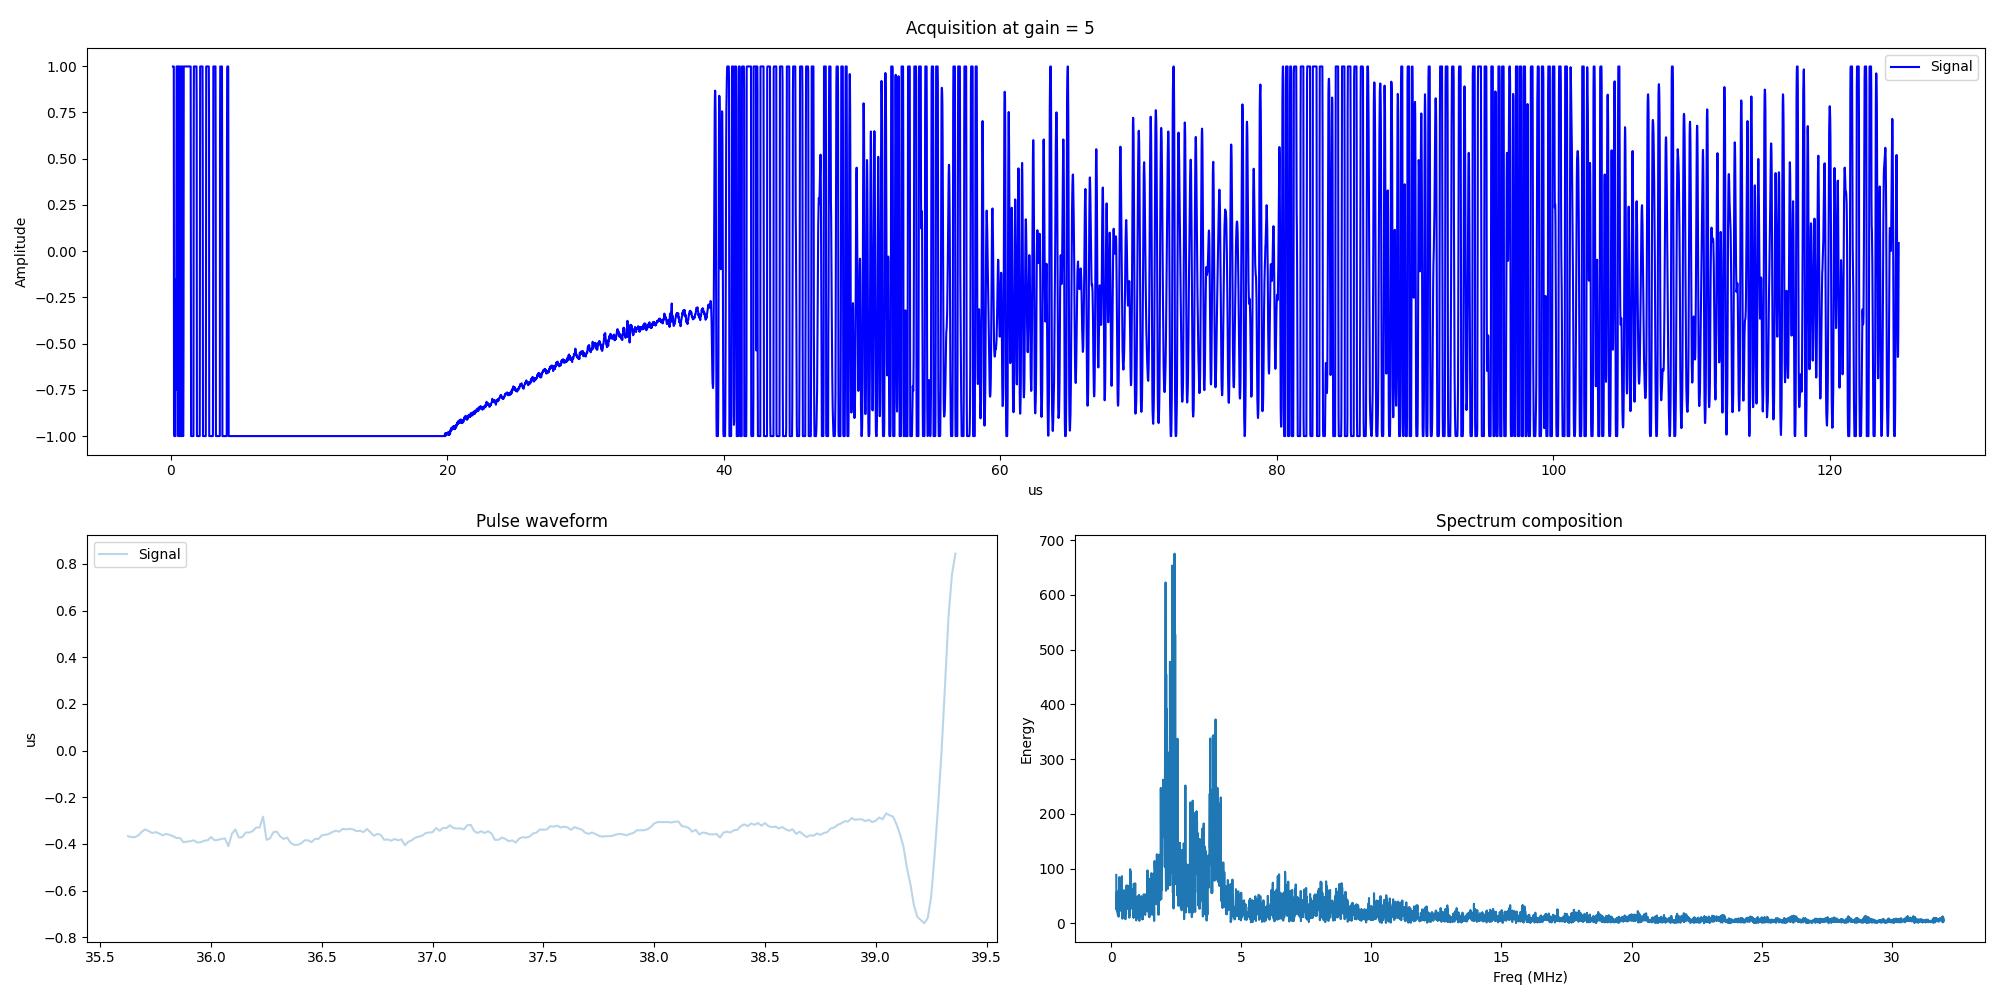 Acquisition at gain = 5
Signal
1.00
0.75
0.50
0.25
0.00
−0.25
−0.50
−0.75
−1.00
Amplitude
0 20 40 60 80 100 120
us
Pulse waveform
Signal
0.8
0.6
0.4
0.2
0.0
−0.2
−0.4
−0.6
−0.8
us
35.5 36.0 36.5 37.0 37.5 38.0 38.5 39.0 39.5
Spectrum composition
700
600
500
400
300
200
100
0
Energy
0 5 10 15 20 25 30
Freq (MHz)